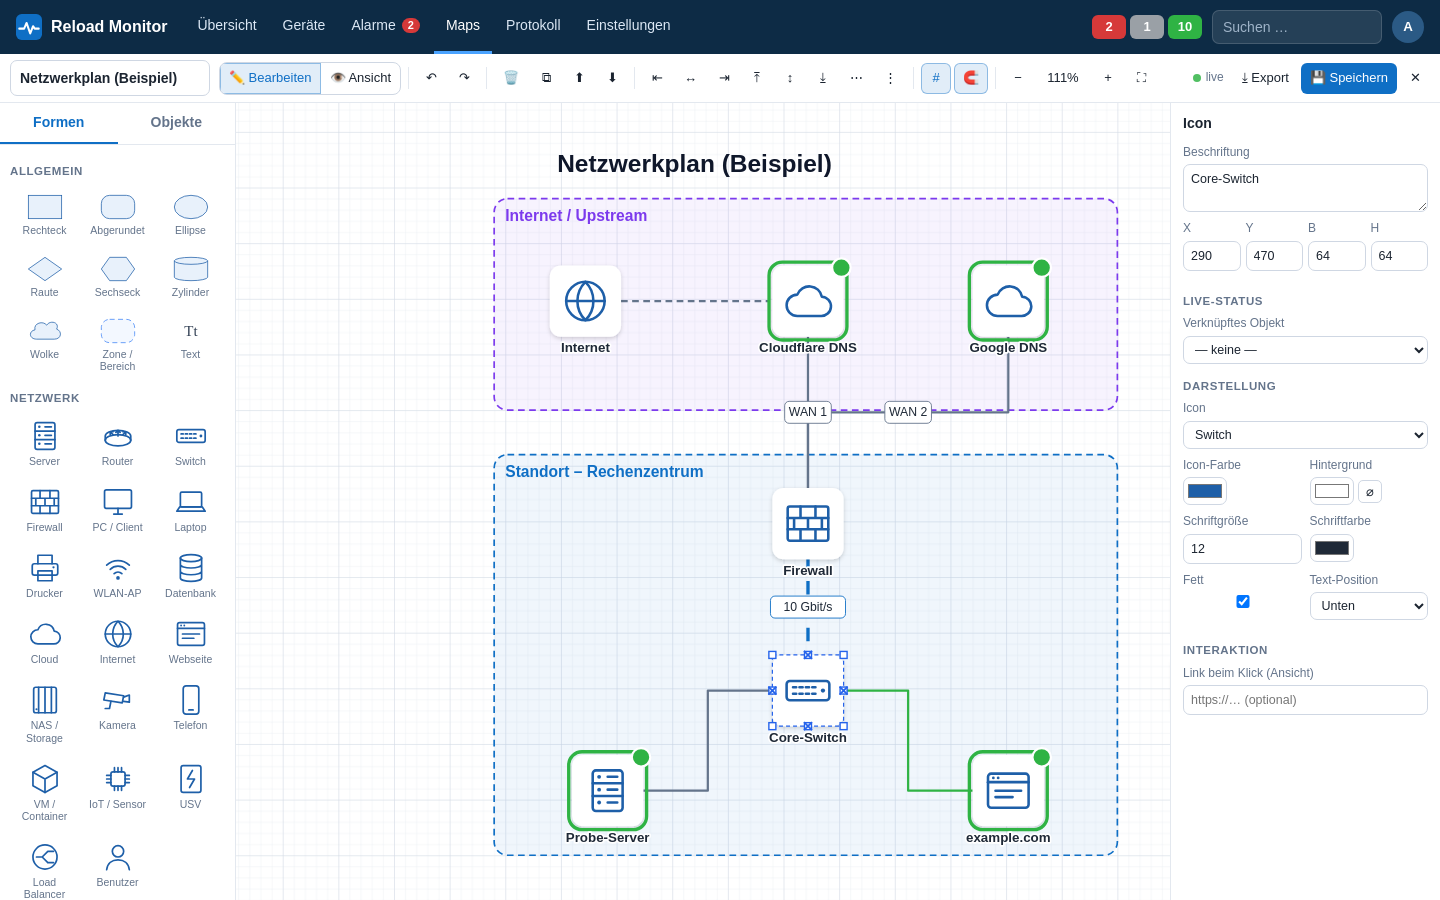 Reload Monitor
Übersicht
Geräte
Alarme 2
Maps
Protokoll
Einstellungen
2
1
10
Suchen …
A
Netzwerkplan (Beispiel)
Bearbeiten
Ansicht
#
−
111%
+
live
Export
Speichern
✕
Formen
Objekte
ALLGEMEIN
Rechteck
Abgerundet
Ellipse
Raute
Sechseck
Zylinder
Tt
Wolke
Zone /
Bereich
Text
NETZWERK
Server
Router
Switch
Firewall
PC / Client
Laptop
Drucker
WLAN-AP
Datenbank
Cloud
Internet
Webseite
NAS /
Storage
Kamera
Telefon
VM /
Container
IoT / Sensor
USV
Load
Balancer
Benutzer
Netzwerkplan (Beispiel)
Internet / Upstream
Internet
Cloudflare DNS
Google DNS
WAN 1
WAN 2
Standort – Rechenzentrum
Firewall
10 Gbit/s
Core-Switch
Probe-Server
example.com
Icon
Beschriftung
Core-Switch
X
Y
B
H
290
470
64
64
LIVE-STATUS
Verknüpftes Objekt
— keine —
DARSTELLUNG
Icon
Switch
Icon-Farbe
Hintergrund
⌀
Schriftgröße
Schriftfarbe
12
Fett
Text-Position
Unten
INTERAKTION
Link beim Klick (Ansicht)
https://… (optional)